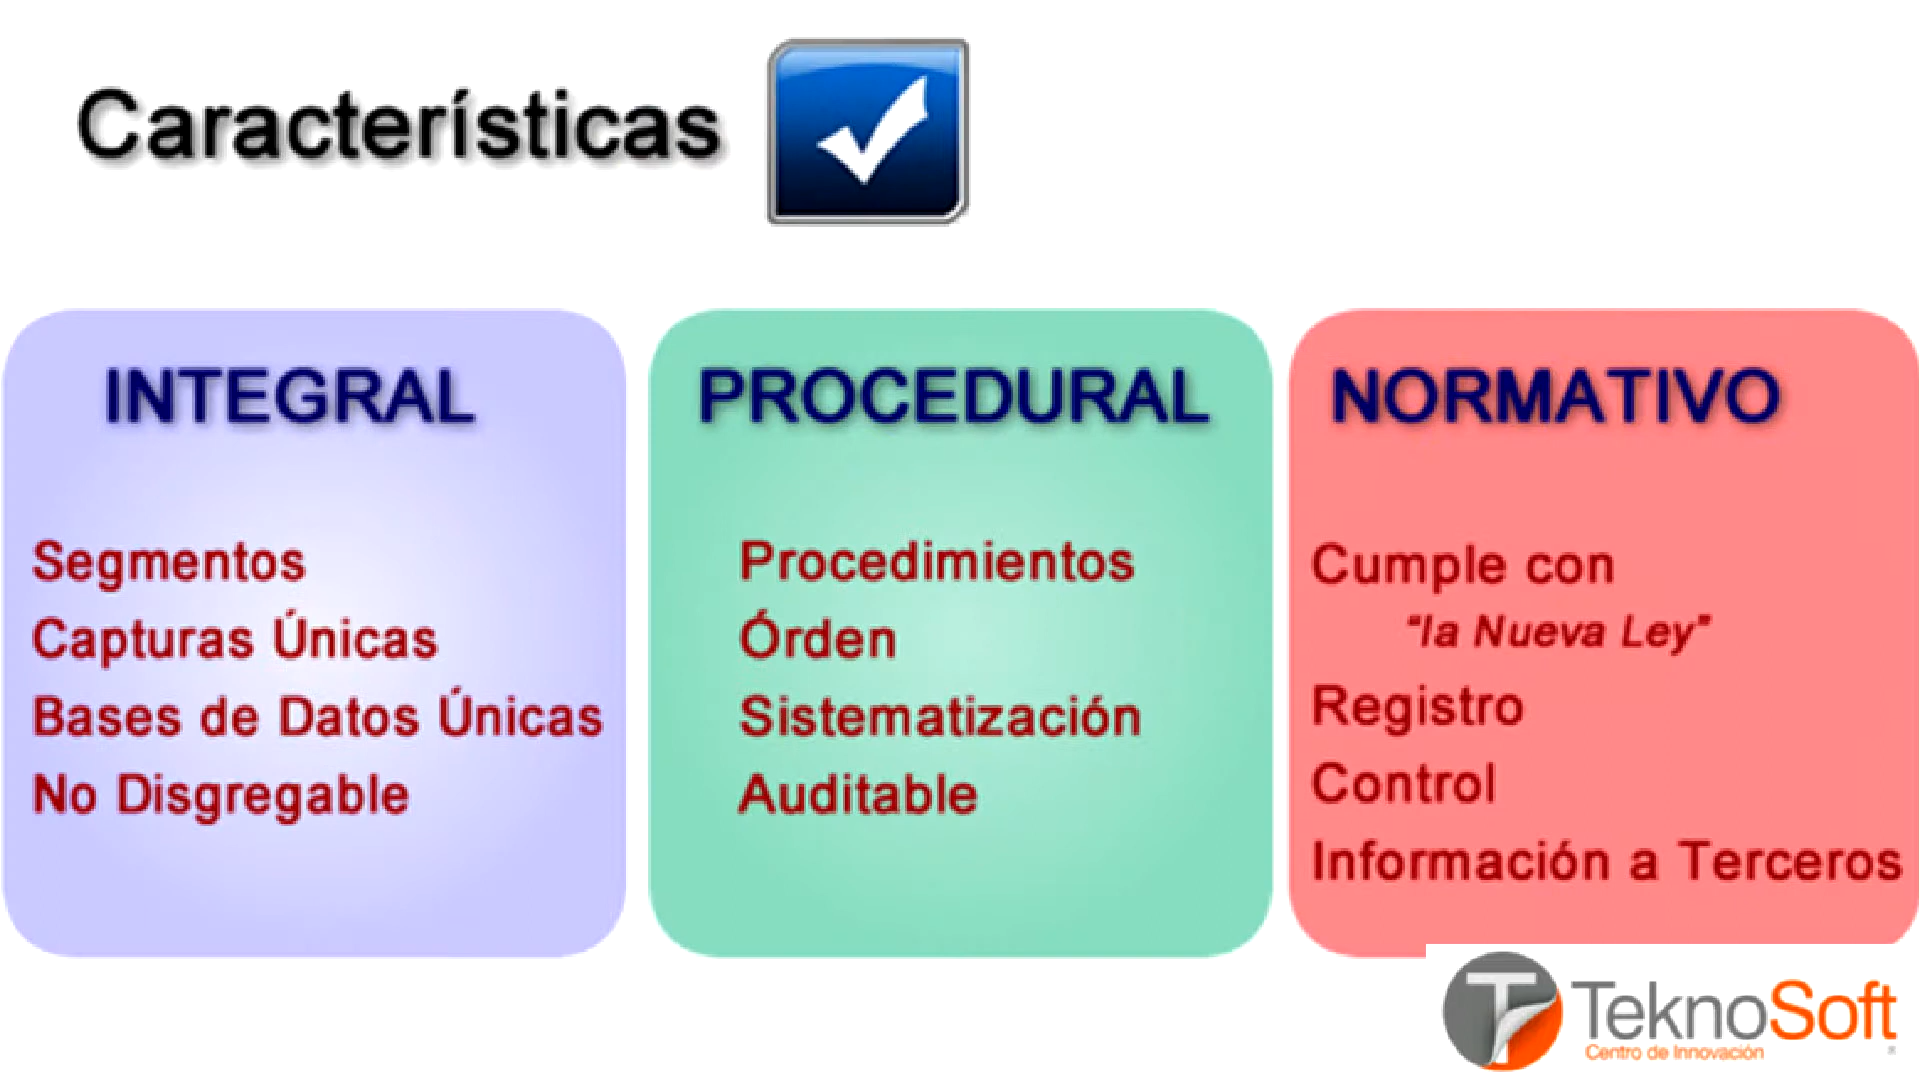 Características
INTEGRAL
Segmentos
Capturas Únicas
Bases de Datos Únicas
No Disgregable
PROCEDURAL
Procedimientos
Órden
Sistematización
Auditable
NORMATIVO
Cumple con
“la Nueva Ley”
Registro
Control
Información a Terceros
TeknoSoft
Centro de Innovación